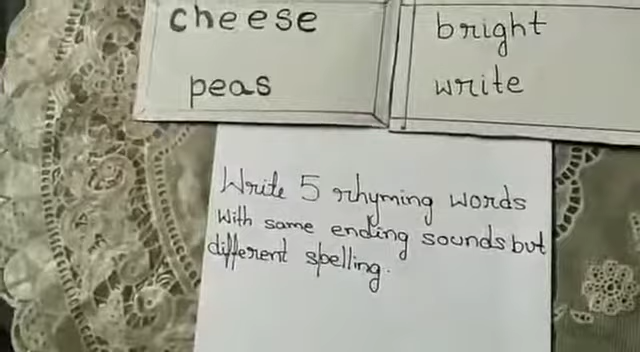 cheese
peas
bright
write
Write 5 rhyming words
with same ending sounds but
different spelling.